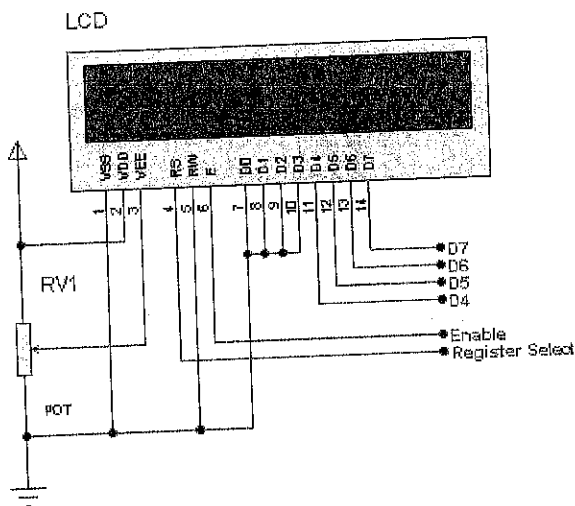 LCD
VSS
VDD
VEE
RS
RW
E
D0
D1
D2
D3
D4
D5
D6
D7
1
2
3
4
5
6
7
8
9
10
11
12
13
14
D7
D6
D5
D4
RV1
Enable
Register Select
POT